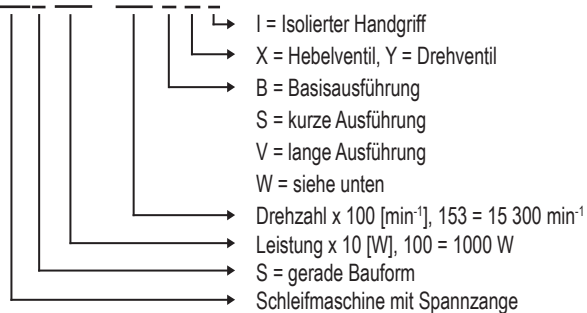 I = Isolierter Handgriff
X = Hebelventil, Y = Drehventil
B = Basisausführung
S = kurze Ausführung
V = lange Ausführung
W = siehe unten
Drehzahl x 100 [min⁻¹], 153 = 15 300 min⁻¹
Leistung x 10 [W], 100 = 1000 W
S = gerade Bauform
Schleifmaschine mit Spannzange